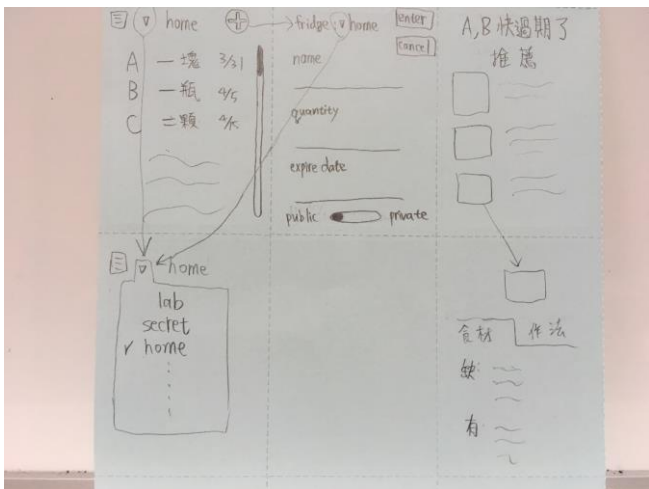 home
A 一塊 3/31
B 一瓶 4/5
C 二顆
fridge: home
enter
cancel
name
quantity
expire date
public private
A,B快過期了
推薦
home
lab
secret
✓ home
食材 作法
缺:
有: